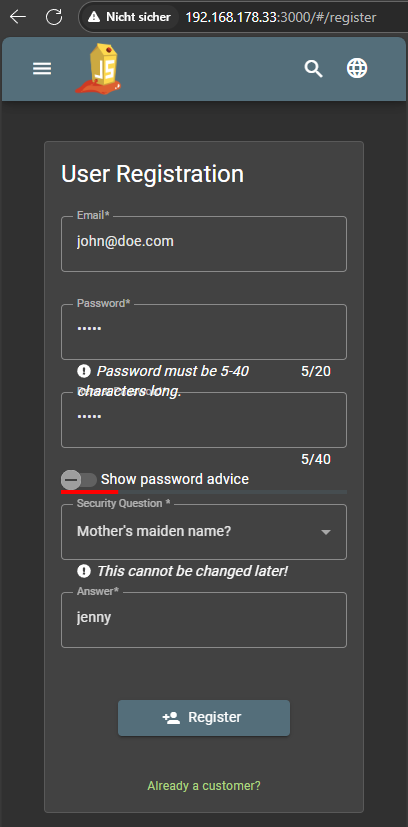 Nicht sicher
192.168.178.33:3000/#/register
JS
User Registration
Email*
john@doe.com
Password*
•••••
Password must be 5-40
5/20
characters long.
•••••
5/40
Show password advice
Security Question *
Mother's maiden name?
This cannot be changed later!
Answer*
jenny
Register
Already a customer?